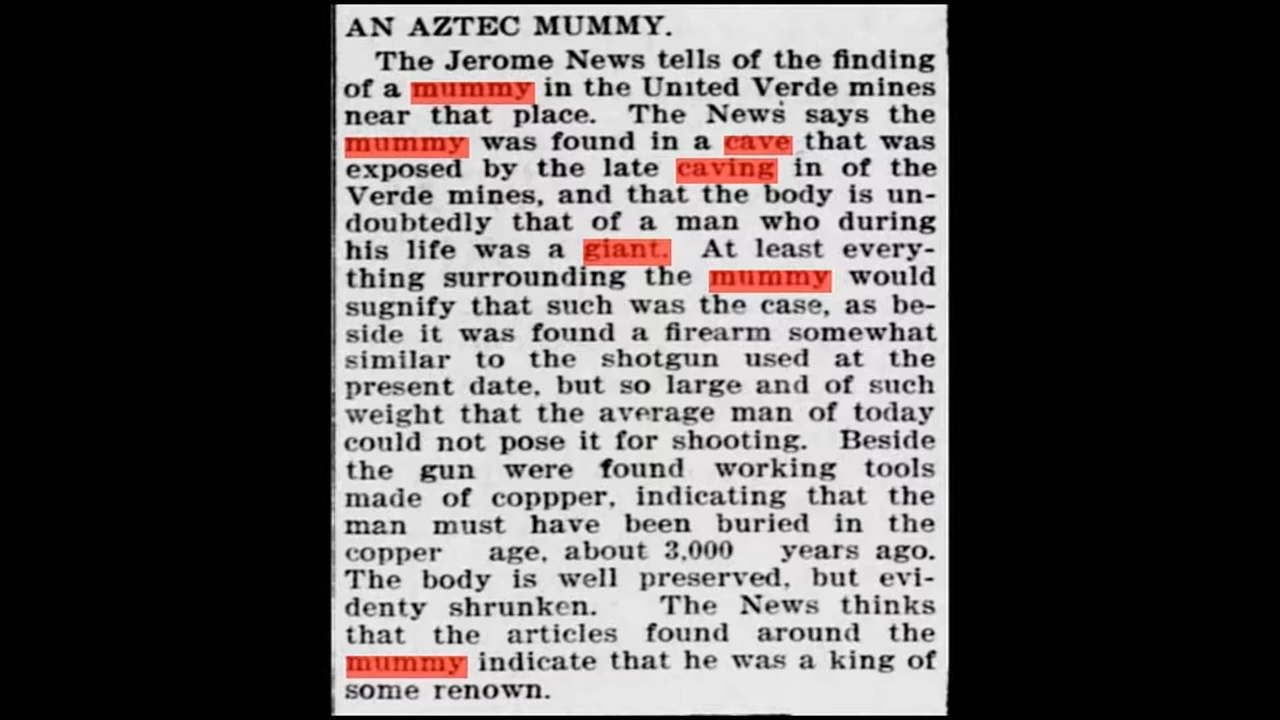 AN AZTEC MUMMY.
The Jerome News tells of the finding
of a mummy in the United Verde mines
near that place. The News says the
mummy was found in a cave that was
exposed by the late caving in of the
Verde mines, and that the body is un-
doubtedly that of a man who during
his life was a giant. At least every-
thing surrounding the mummy would
sugnify that such was the case, as be-
side it was found a firearm somewhat
similar to the shotgun used at the
present date, but so large and of such
weight that the average man of today
could not pose it for shooting. Beside
the gun were found working tools
made of coppper, indicating that the
man must have been buried in the
copper age, about 3,000 years ago.
The body is well preserved, but evi-
denty shrunken. The News thinks
that the articles found around the
mummy indicate that he was a king of
some renown.